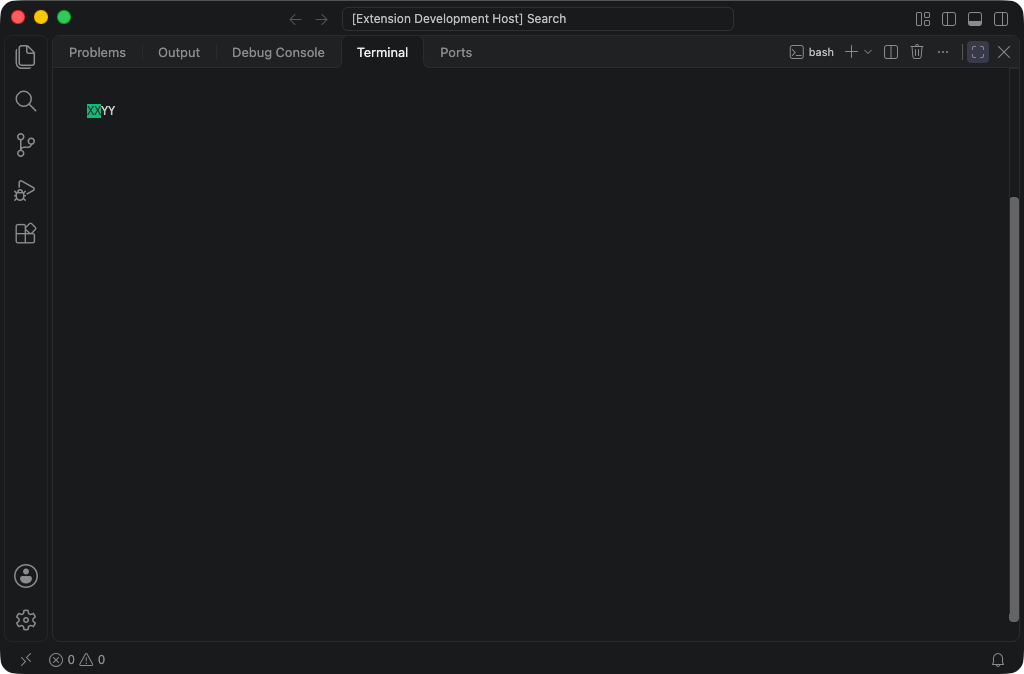 [Extension Development Host] Search
Problems Output Debug Console Terminal Ports bash
XXYY
0 0